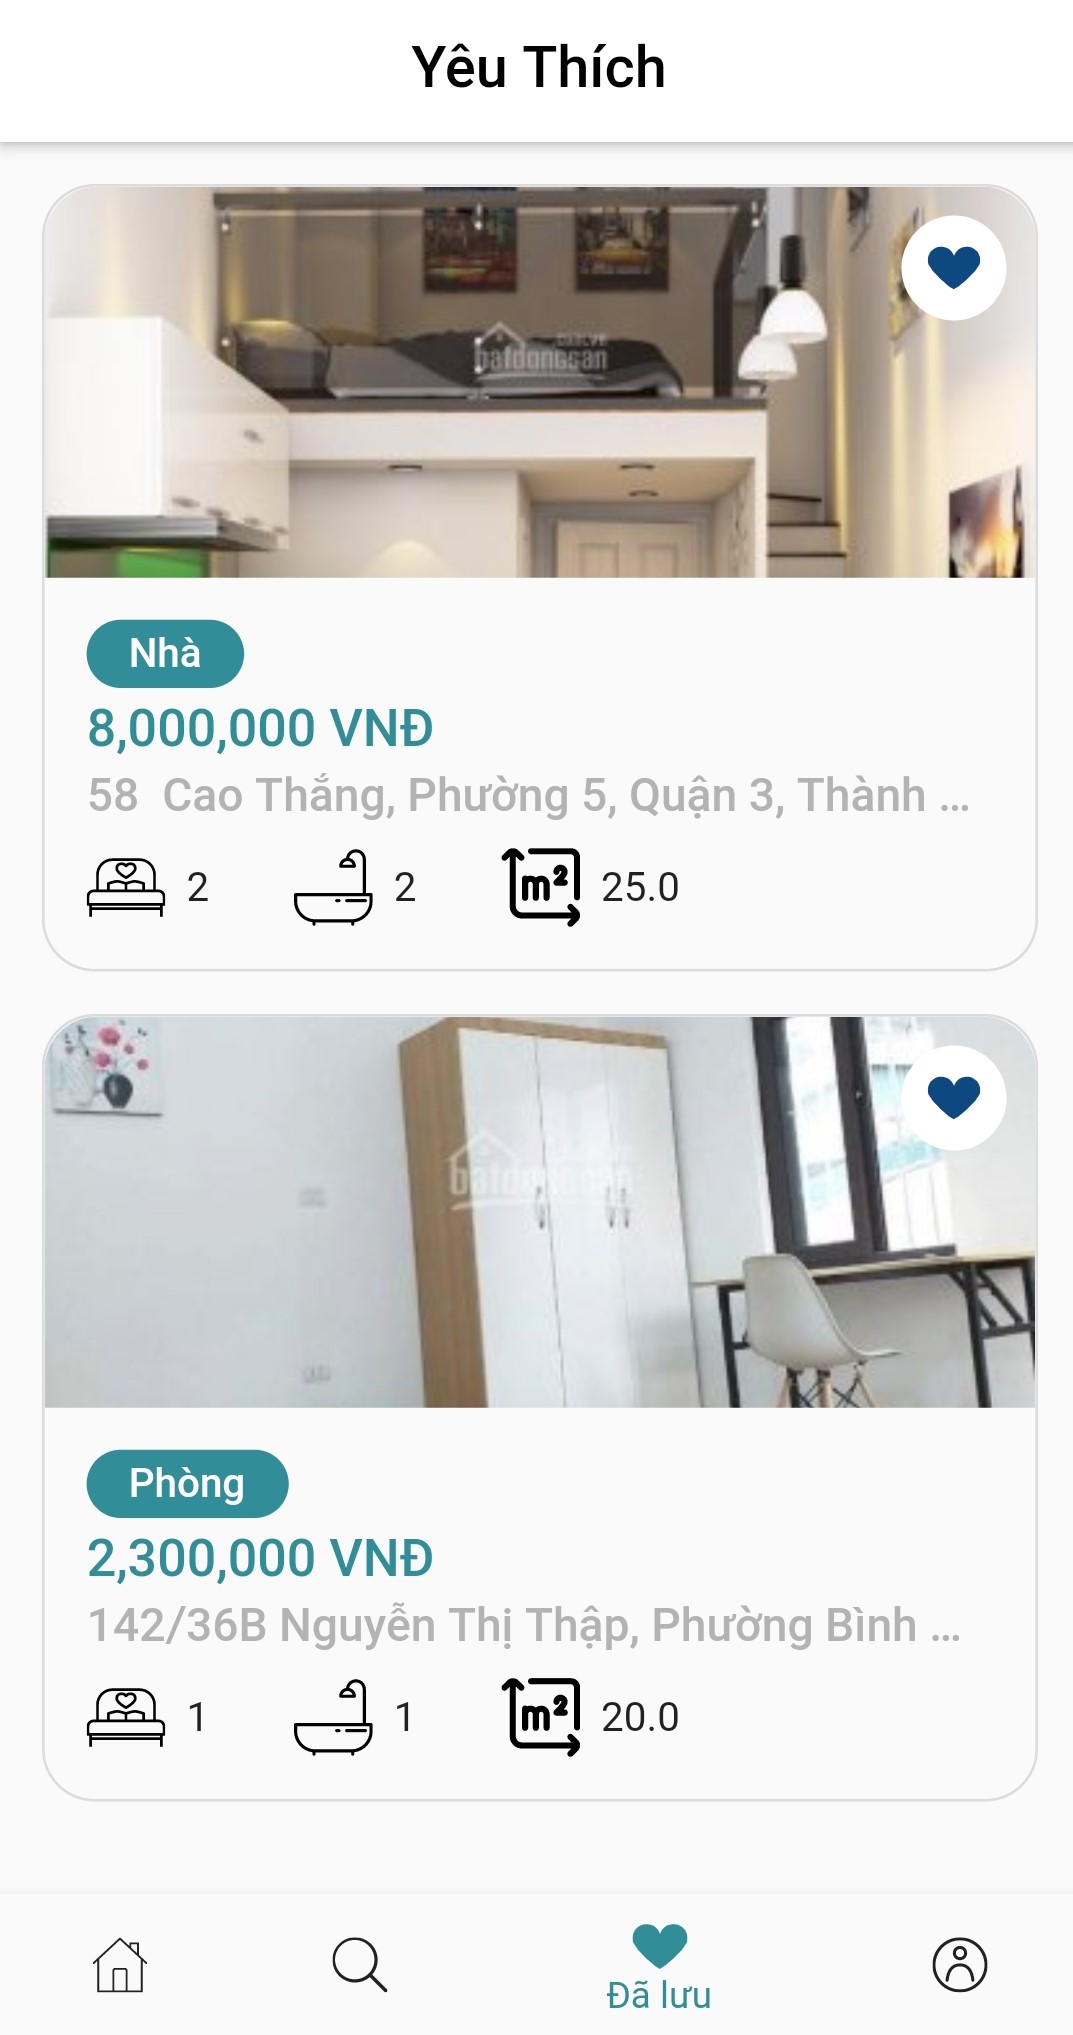 Yêu Thích
batdongsan
Nhà
8,000,000 VNĐ
58  Cao Thắng, Phường 5, Quận 3, Thành ...
2
2
m²
25.0
batdongsan
Phòng
2,300,000 VNĐ
142/36B Nguyễn Thị Thập, Phường Bình ...
1
1
m²
20.0
Đã lưu